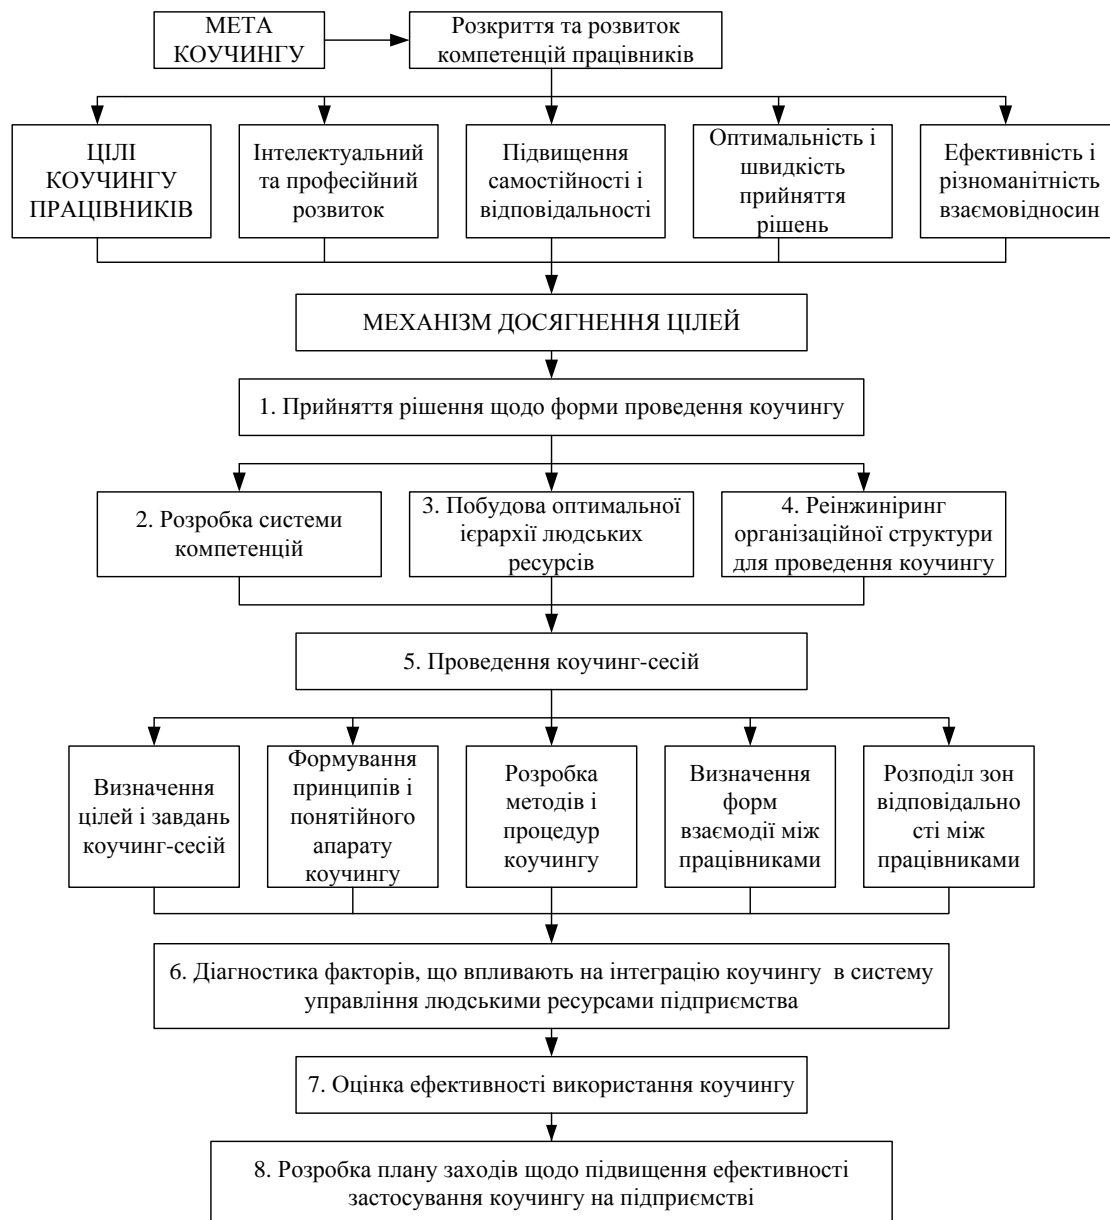 МЕТА
КОУЧИНГУ
Розкриття та розвиток
компетенцій працівників
ЦІЛІ
КОУЧИНГУ
ПРАЦІВНИКІВ
Інтелектуальний
та професійний
розвиток
Підвищення
самостійності і
відповідальності
Оптимальність і
швидкість
прийняття
рішень
Ефективність і
різноманітність
взаємовідносин
МЕХАНІЗМ ДОСЯГНЕННЯ ЦІЛЕЙ
1. Прийняття рішення щодо форми проведення коучингу
2. Розробка системи
компетенцій
3. Побудова оптимальної
ієрархії людських
ресурсів
4. Реінжиніринг
організаційної структури
для проведення коучингу
5. Проведення коучинг-сесій
Визначення
цілей і завдань
коучинг-сесій
Формування
принципів і
понятійного
апарату
коучингу
Розробка
методів і
процедур
коучингу
Визначення
форм
взаємодії між
працівниками
Розподіл зон
відповідально
сті між
працівниками
6. Діагностика факторів, що впливають на інтеграцію коучингу  в систему
управління людськими ресурсами підприємства
7. Оцінка ефективності використання коучингу
8. Розробка плану заходів щодо підвищення ефективності
застосування коучингу на підприємстві